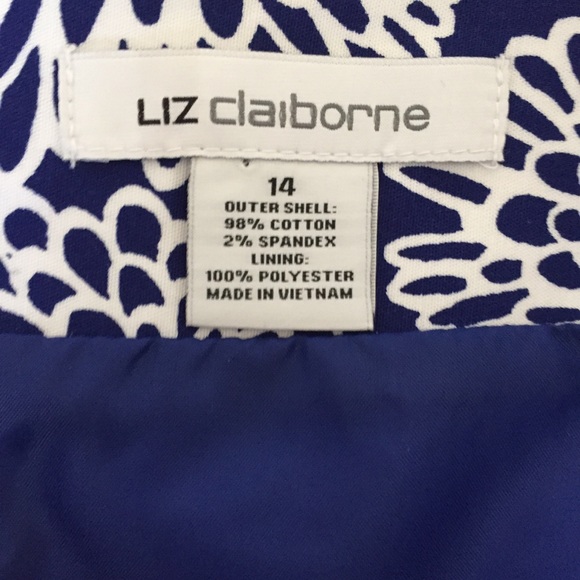 LIZ claiborne
14
OUTER SHELL:
98% COTTON
2% SPANDEX
LINING:
100% POLYESTER
MADE IN VIETNAM